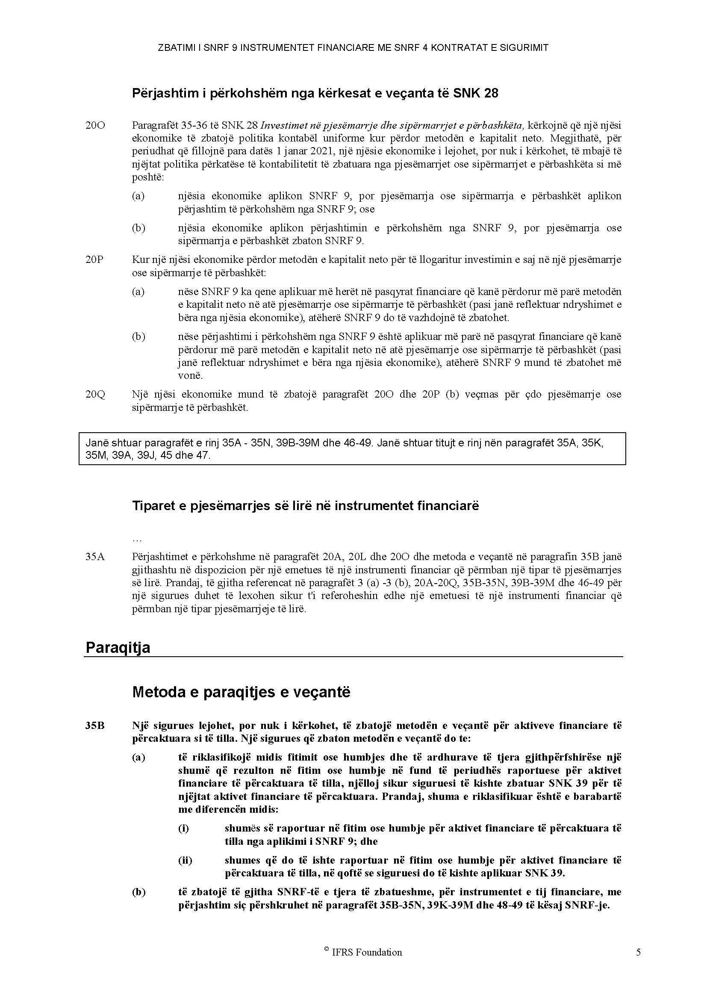 ZBATIMI I SNRF 9 INSTRUMENTET FINANCIARE ME SNRF 4 KONTRATAT E SIGURIMIT
Përjashtim i përkohshëm nga kërkesat e veçanta të SNK 28
20O Paragrafët 35-36 të SNK 28 Investimet në pjesëmarrje dhe sipërmarrjet e përbashkëta, kërkojnë që një njësi
ekonomike të zbatojë politika kontabël uniforme kur përdor metodën e kapitalit neto. Megjithatë, për
periudhat që fillojnë para datës 1 janar 2021, një njësie ekonomike i lejohet, por nuk i kërkohet, të mbajë të
njëjtat politika përkatëse të kontabilitetit të zbatuara nga pjesëmarrjet ose sipërmarrjet e përbashkëta si më
poshtë:
(a) njësia ekonomike aplikon SNRF 9, por pjesëmarrja ose sipërmarrja e përbashkët aplikon
përjashtim të përkohshëm nga SNRF 9; ose
(b) njësia ekonomike aplikon përjashtimin e përkohshëm nga SNRF 9, por pjesëmarrja ose
sipërmarrja e përbashkët zbaton SNRF 9.
20P Kur një njësi ekonomike përdor metodën e kapitalit neto për të llogaritur investimin e saj në një pjesëmarrje
ose sipërmarrje të përbashkët:
(a) nëse SNRF 9 ka qene aplikuar më herët në pasqyrat financiare që kanë përdorur më parë metodën
e kapitalit neto në atë pjesëmarrje ose sipërmarrje të përbashkët (pasi janë reflektuar ndryshimet e
bëra nga njësia ekonomike), atëherë SNRF 9 do të vazhdojnë të zbatohet.
(b) nëse përjashtimi i përkohshëm nga SNRF 9 është aplikuar më parë në pasqyrat financiare që kanë
përdorur më parë metodën e kapitalit neto në atë pjesëmarrje ose sipërmarrje të përbashkët (pasi
janë reflektuar ndryshimet e bëra nga njësia ekonomike), atëherë SNRF 9 mund të zbatohet më
vonë.
20Q Një njësi ekonomike mund të zbatojë paragrafët 20O dhe 20P (b) veçmas për çdo pjesëmarrje ose
sipërmarrje të përbashkët.
Janë shtuar paragrafët e rinj 35A - 35N, 39B-39M dhe 46-49. Janë shtuar titujt e rinj nën paragrafët 35A, 35K,
35M, 39A, 39J, 45 dhe 47.
Tiparet e pjesëmarrjes së lirë në instrumentet financiarë
…
35A Përjashtimet e përkohshme në paragrafët 20A, 20L dhe 20O dhe metoda e veçantë në paragrafin 35B janë
gjithashtu në dispozicion për një emetues të një instrumenti financiar që përmban një tipar të pjesëmarrjes
së lirë. Prandaj, të gjitha referencat në paragrafët 3 (a) -3 (b), 20A-20Q, 35B-35N, 39B-39M dhe 46-49 për
një sigurues duhet të lexohen sikur t'i referoheshin edhe një emetuesi të një instrumenti financiar që
përmban një tipar pjesëmarrjeje të lirë.
Paraqitja
Metoda e paraqitjes e veçantë
35B Një sigurues lejohet, por nuk i kërkohet, të zbatojë metodën e veçantë për aktiveve financiare të
përcaktuara si të tilla. Një sigurues që zbaton metodën e veçantë do te:
(a) të riklasifikojë midis fitimit ose humbjes dhe të ardhurave të tjera gjithpërfshirëse një
shumë që rezulton në fitim ose humbje në fund të periudhës raportuese për aktivet
financiare të përcaktuara të tilla, njëlloj sikur siguruesi të kishte zbatuar SNK 39 për të
njëjtat aktivet financiare të përcaktuara. Prandaj, shuma e riklasifikuar është e barabartë
me diferencën midis:
(i) shumës së raportuar në fitim ose humbje për aktivet financiare të përcaktuara të
tilla nga aplikimi i SNRF 9; dhe
(ii) shumes që do të ishte raportuar në fitim ose humbje për aktivet financiare të
përcaktuara të tilla, në qoftë se siguruesi do të kishte aplikuar SNK 39.
(b) të zbatojë të gjitha SNRF-të e tjera të zbatueshme, për instrumentet e tij financiare, me
përjashtim siç përshkruhet në paragrafët 35B-35N, 39K-39M dhe 48-49 të kësaj SNRF-je.
© IFRS Foundation 5